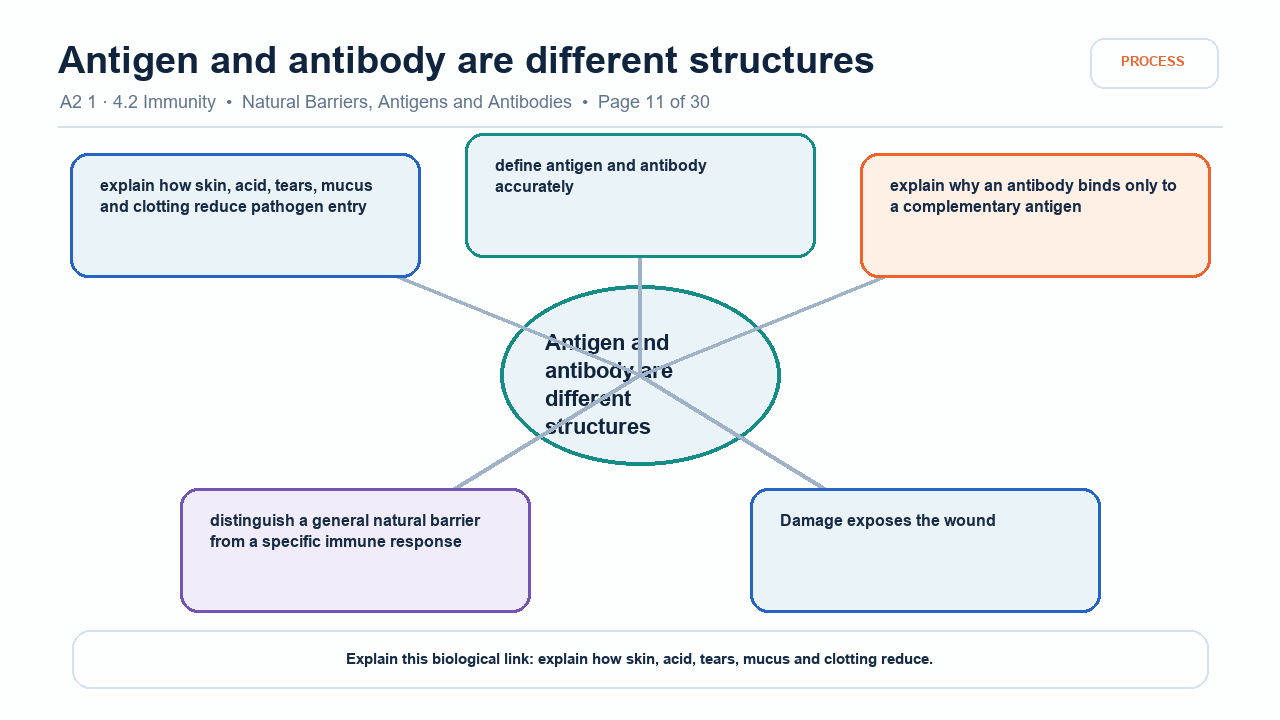 Antigen and antibody are different structures
PROCESS
A2 1 · 4.2 Immunity • Natural Barriers, Antigens and Antibodies • Page 11 of 30
explain how skin, acid, tears, mucus
and clotting reduce pathogen entry
define antigen and antibody
accurately
explain why an antibody binds only to
a complementary antigen
Antigen and
antibody are
different
structures
distinguish a general natural barrier
from a specific immune response
Damage exposes the wound
Explain this biological link: explain how skin, acid, tears, mucus and clotting reduce.